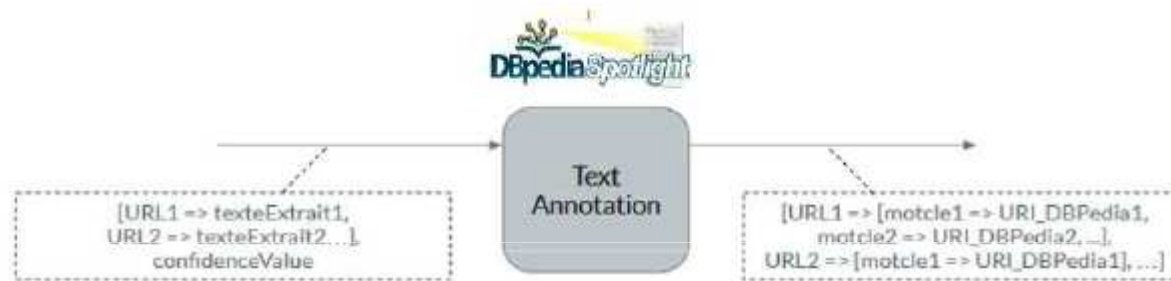 DBpedia Spotlight
Text
Annotation
[URL1 => texteExtrait1,
URL2 => texteExtrait2...],
confidenceValue
[URL1 => [motcle1 => URI_DBPedia1,
motcle2 => URI_DBPedia2, ...],
URL2 => [motcle1 => URI_DBPedia1], ...]